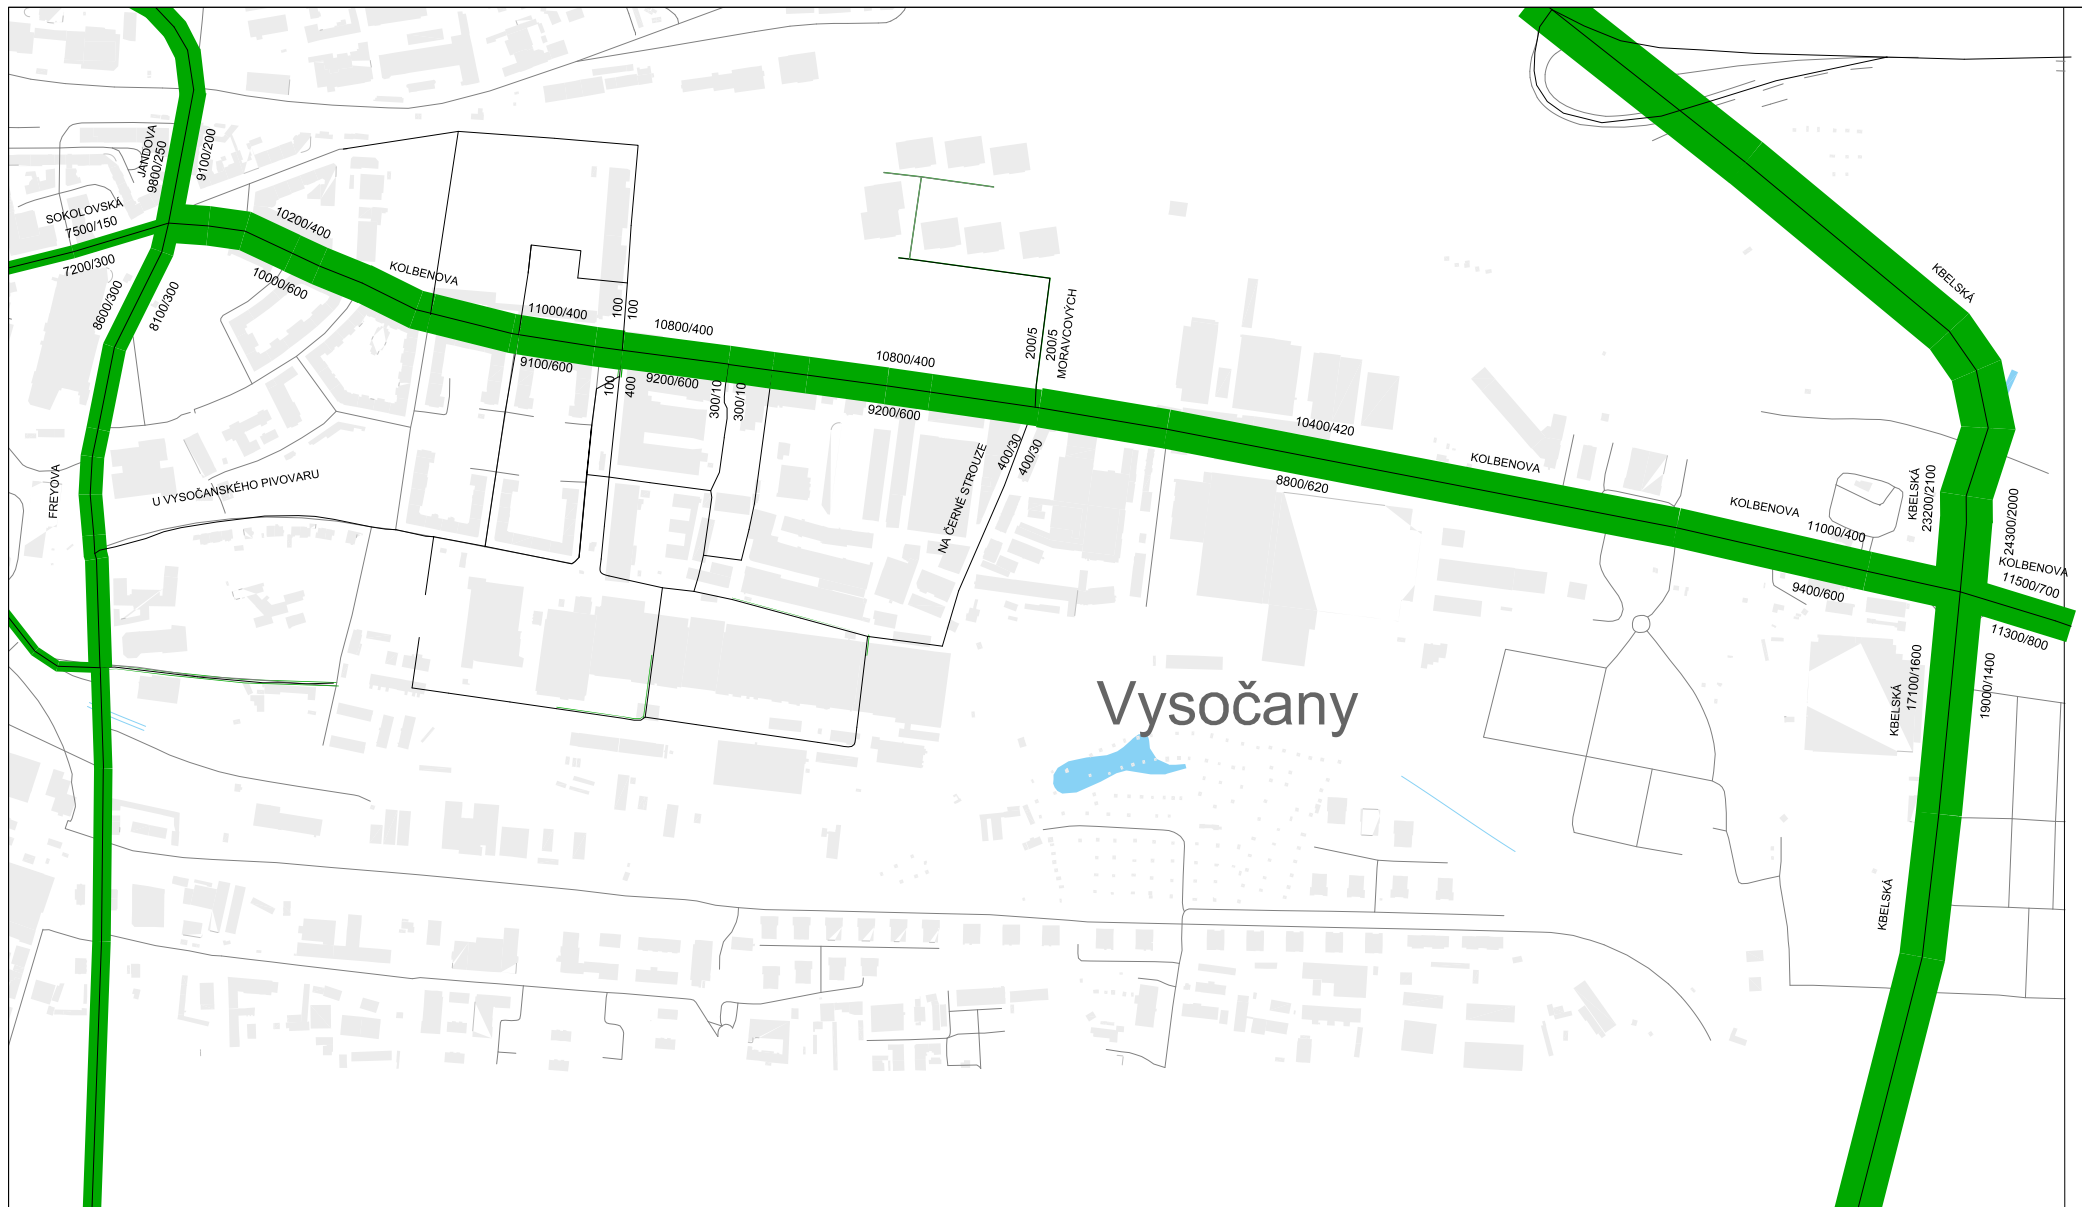 JANDOVA
9800/250
9100/200
SOKOLOVSKÁ
7500/150
7200/300
10200/400
10000/600
KOLBENOVA
8600/300
8100/300
11000/400
9100/600
100
100
10800/400
100
400
9200/600
300/10
300/10
10800/400
9200/600
200/5
200/5
MORAVCOVÝCH
KBELSKÁ
10400/420
8800/620
KOLBENOVA
KOLBENOVA
11000/400
9400/600
KBELSKÁ
23200/2100
24300/2000
KOLBENOVA
11500/700
11300/800
NA ČERNÉ STROUZE
400/30
400/30
FREYOVA
U VYSOČANSKÉHO PIVOVARU
Vysočany
KBELSKÁ
17100/1600
19000/1400
KBELSKÁ